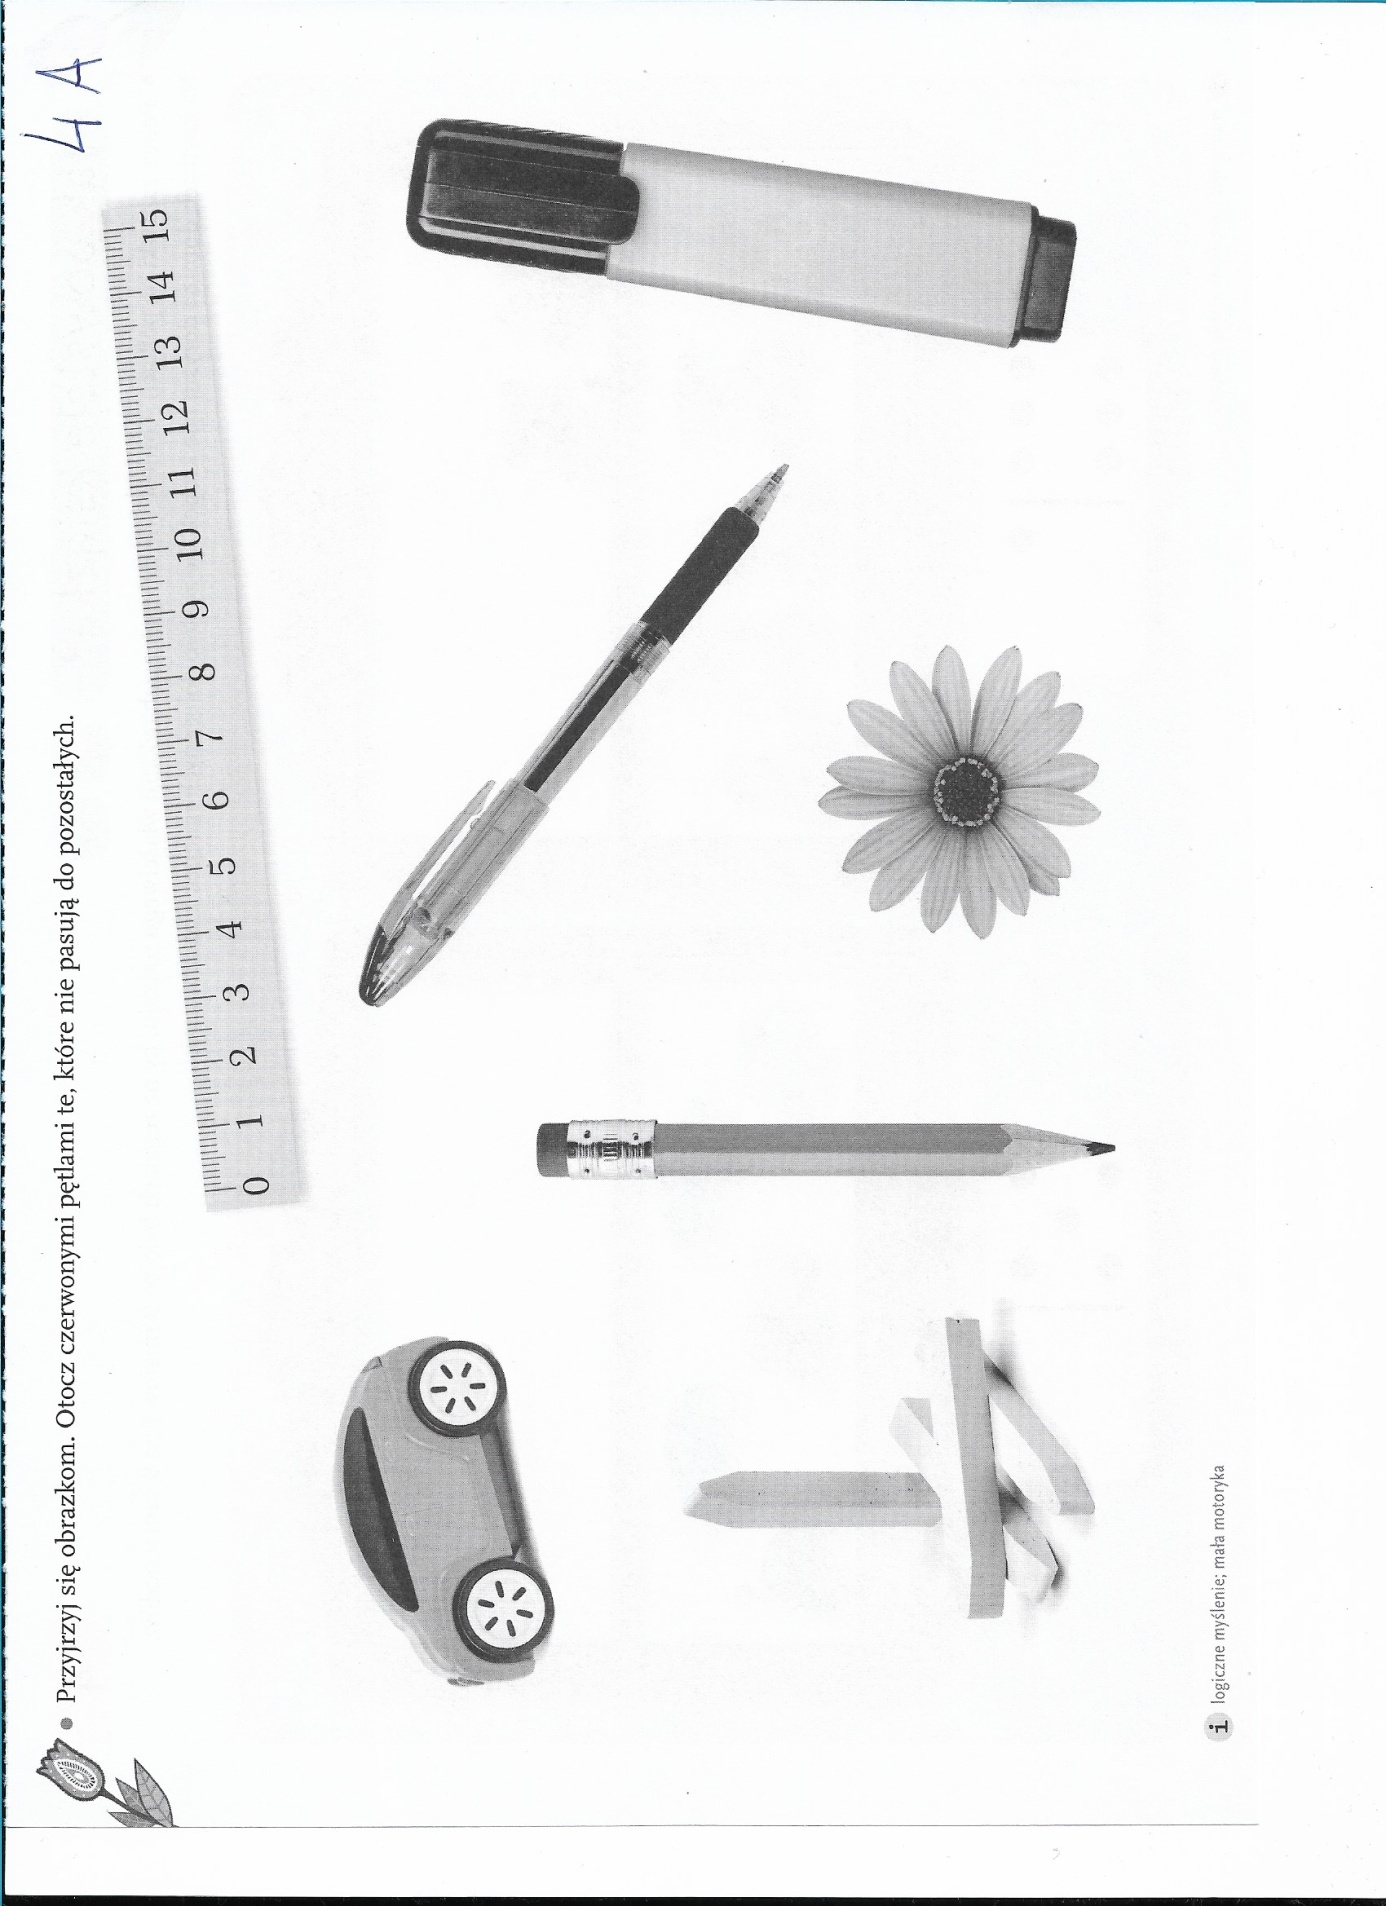 4 A
• Przyjrzyj się obrazkom. Otocz czerwonymi pętlami te, które nie pasują do pozostałych.
0 1 2 3 4 5 6 7 8 9 10 11 12 13 14 15
i logiczne myślenie; mała motoryka